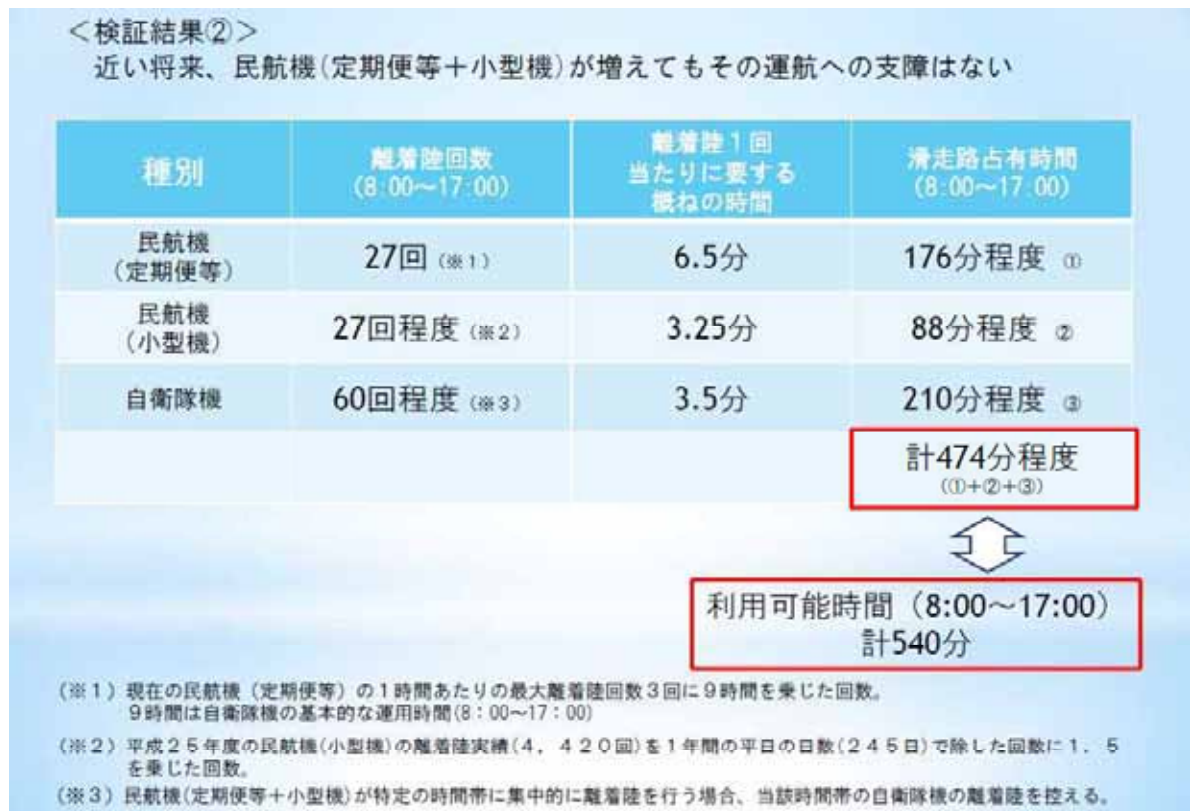 ＜検証結果②＞
近い将来、民航機(定期便等＋小型機)が増えてもその運航への支障はない
種別
離着陸回数
(8:00～17:00)
離着陸１回
当たりに要する
概ねの時間
滑走路占有時間
(8:00～17:00)
民航機
(定期便等)
27回 (※1)
6.5分
176分程度 ①
民航機
(小型機)
27回程度 (※2)
3.25分
88分程度 ②
自衛隊機
60回程度 (※3)
3.5分
210分程度 ③
計474分程度
(①+②+③)
利用可能時間（8:00～17:00）
計540分
(※１) 現在の民航機（定期便等）の１時間あたりの最大離着陸回数３回に９時間を乗じた回数。
９時間は自衛隊機の基本的な運用時間(8：00～17：00)
(※２) 平成２５年度の民航機(小型機)の離着陸実績(４，４２０回)を１年間の平日の日数(２４５日)で除した回数に１．５
を乗じた回数。
(※３) 民航機(定期便等＋小型機)が特定の時間帯に集中的に離着陸を行う場合、当該時間帯の自衛隊機の離着陸を控える。